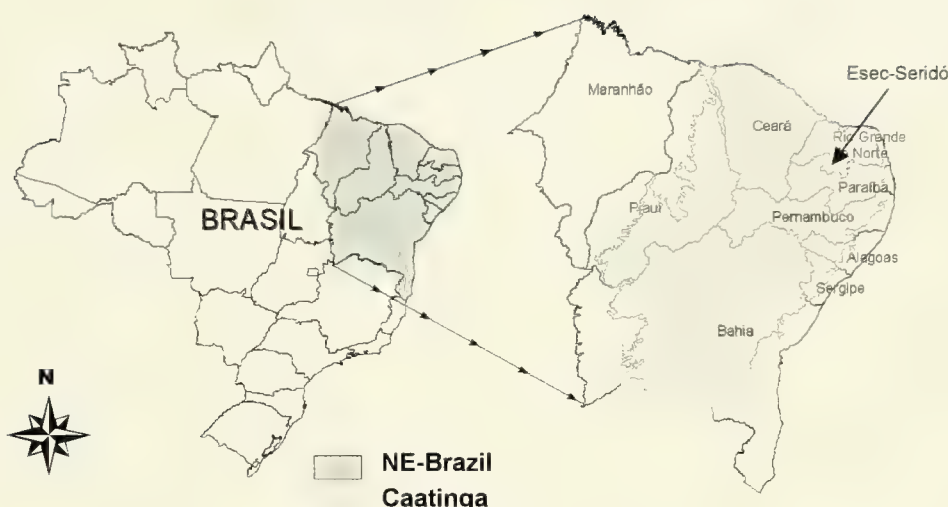 Esec-Seridó
Maranhão
Ceará
Rio Grande
Norte
Paraíba
Piauí
Pernambuco
BRASIL
Alagoas
Sergipe
Bahia
N
NE-Brazil
Caatinga